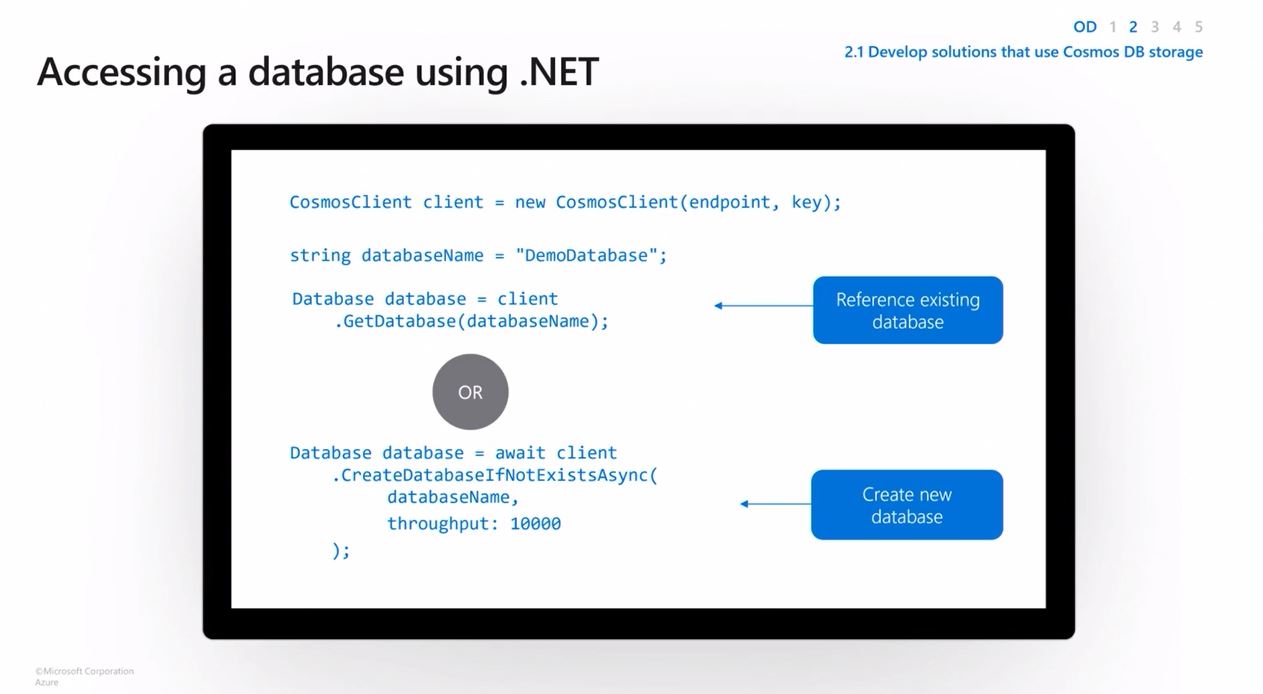 OD 1 2 3 4 5
2.1 Develop solutions that use Cosmos DB storage
Accessing a database using .NET
CosmosClient client = new CosmosClient(endpoint, key);
string databaseName = "DemoDatabase";
Database database = client
.GetDatabase(databaseName);
Reference existing
database
OR
Database database = await client
.CreateDatabaseIfNotExistsAsync(
databaseName,
throughput: 10000
);
Create new
database
©Microsoft Corporation
Azure